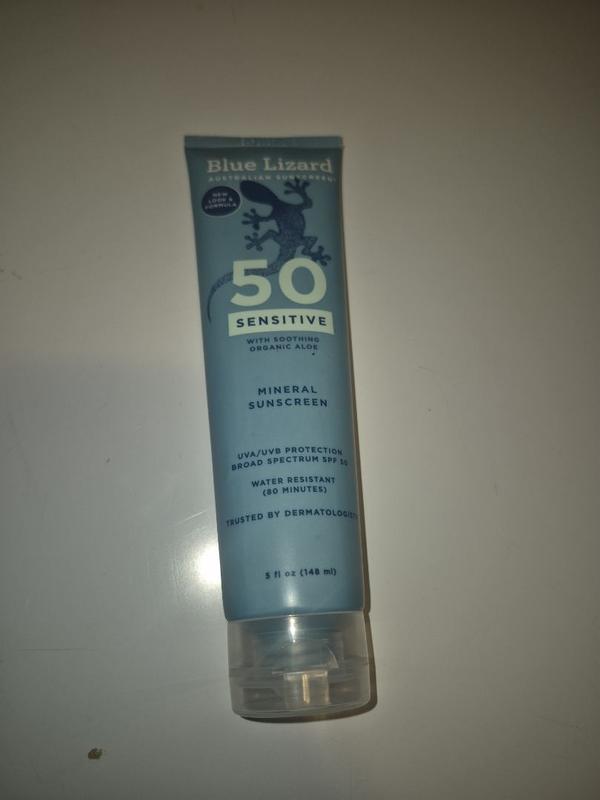 Blue Lizard
AUSTRALIAN SUNSCREEN
NEW
LOOK &
FORMULA
50
SENSITIVE
WITH SOOTHING
ORGANIC ALOE
MINERAL
SUNSCREEN
UVA/UVB PROTECTION
BROAD SPECTRUM SPF 50
WATER RESISTANT
(80 MINUTES)
TRUSTED BY DERMATOLOGISTS
5 fl oz (148 ml)